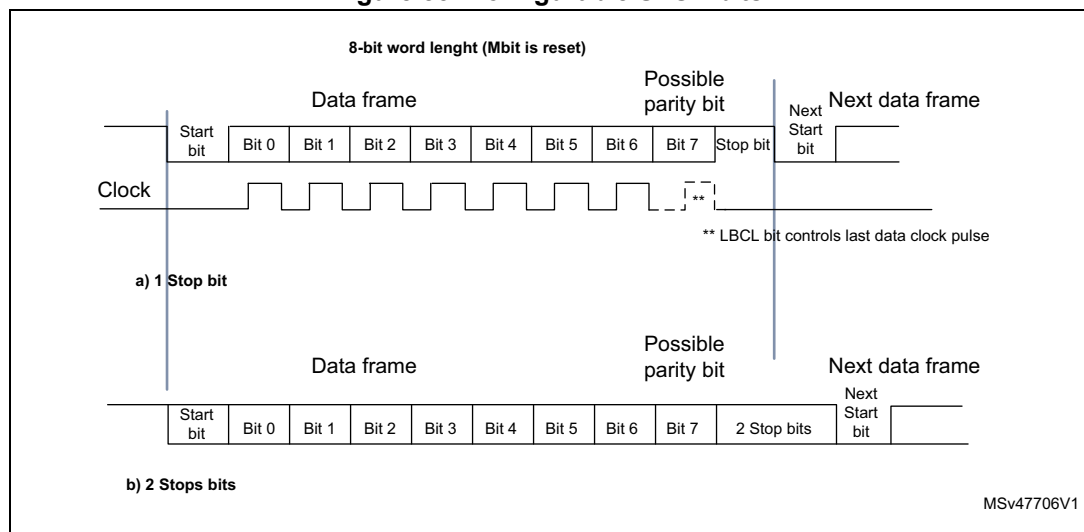 8-bit word lenght (Mbit is reset)
Possible
parity bit
Data frame
Next data frame
Start
bit
Bit 0
Bit 1
Bit 2
Bit 3
Bit 4
Bit 5
Bit 6
Bit 7
Stop bit
Next
Start
bit
Clock
**
** LBCL bit controls last data clock pulse
a) 1 Stop bit
Possible
parity bit
Data frame
Next data frame
Start
bit
Bit 0
Bit 1
Bit 2
Bit 3
Bit 4
Bit 5
Bit 6
Bit 7
2 Stop bits
Next
Start
bit
b) 2 Stops bits
MSv47706V1